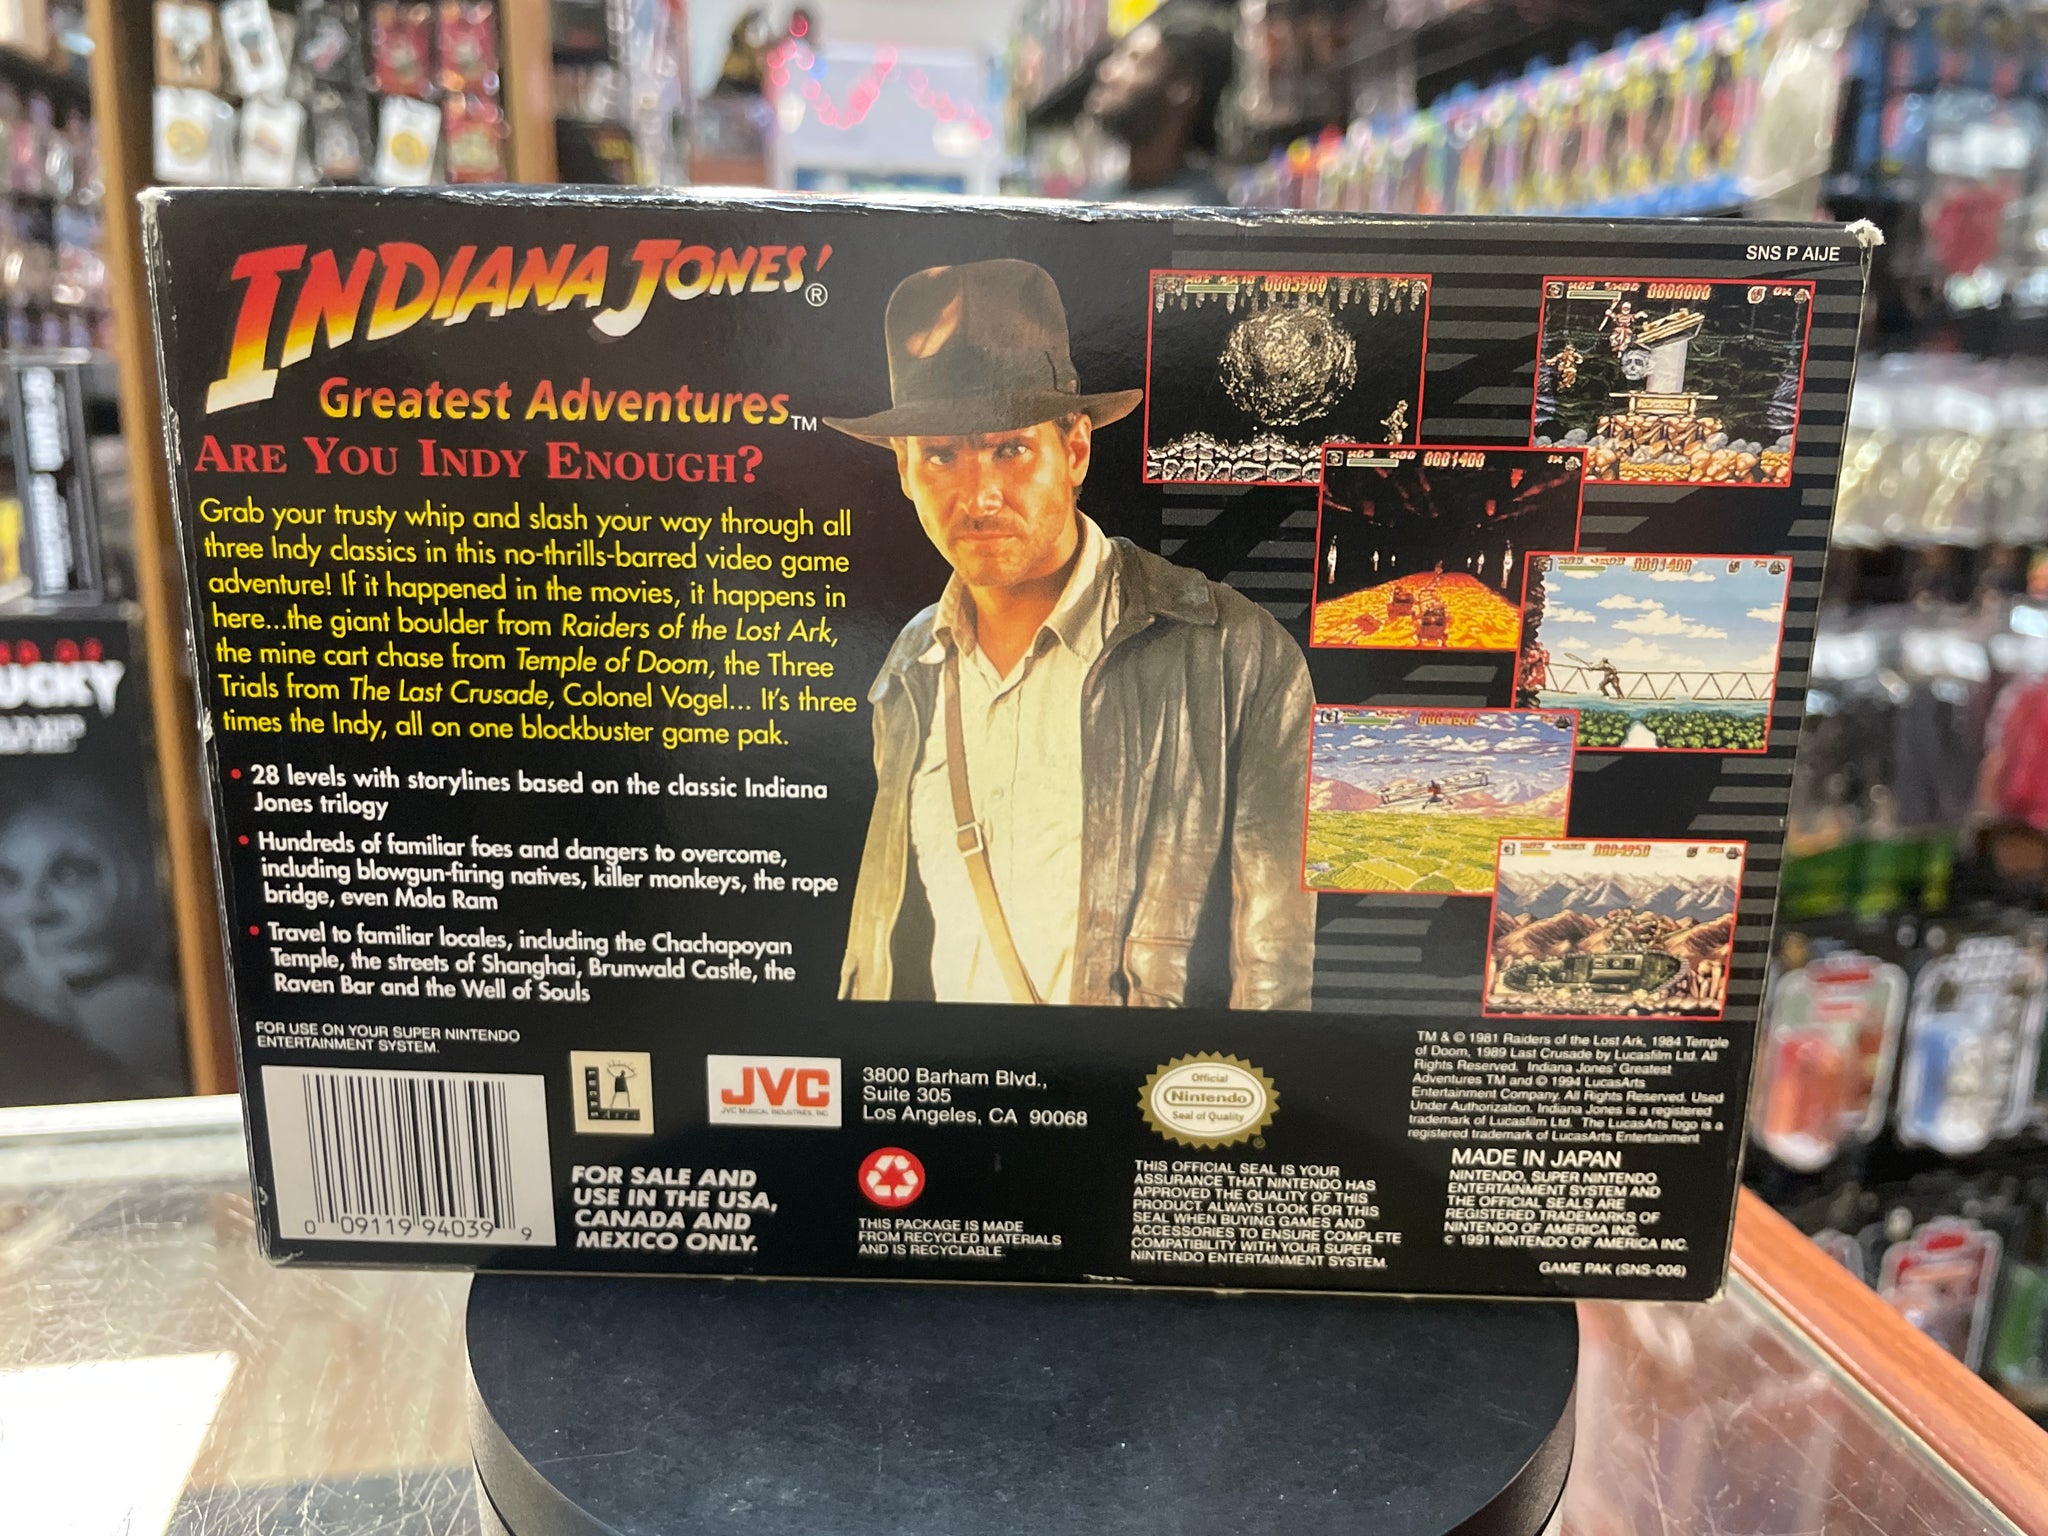 SNS P AIJE
INDIANA JONES'®
Greatest Adventures™
ARE YOU INDY ENOUGH?
Grab your trusty whip and slash your way through all
three Indy classics in this no-thrills-barred video game
adventure! If it happened in the movies, it happens in
here...the giant boulder from Raiders of the Lost Ark,
the mine cart chase from Temple of Doom, the Three
Trials from The Last Crusade, Colonel Vogel... It's three
times the Indy, all on one blockbuster game pak.
• 28 levels with storylines based on the classic Indiana
Jones trilogy
• Hundreds of familiar foes and dangers to overcome,
including blowgun-firing natives, killer monkeys, the rope
bridge, even Mola Ram
• Travel to familiar locales, including the Chachapoyan
Temple, the streets of Shanghai, Brunwald Castle, the
Raven Bar and the Well of Souls
0003900
0000000
0001400
0001400
0004950
FOR USE ON YOUR SUPER NINTENDO
ENTERTAINMENT SYSTEM.
0 09119 94039 9
LUCAS
Arts
FOR SALE AND
USE IN THE USA,
CANADA AND
MEXICO ONLY.
JVC
JVC MUSICAL INDUSTRIES, INC
3800 Barham Blvd.,
Suite 305
Los Angeles, CA 90068
THIS PACKAGE IS MADE
FROM RECYCLED MATERIALS
AND IS RECYCLABLE.
Official
Nintendo
Seal of Quality
®
THIS OFFICIAL SEAL IS YOUR
ASSURANCE THAT NINTENDO HAS
APPROVED THE QUALITY OF THIS
PRODUCT. ALWAYS LOOK FOR THIS
SEAL WHEN BUYING GAMES AND
ACCESSORIES TO ENSURE COMPLETE
COMPATIBILITY WITH YOUR SUPER
NINTENDO ENTERTAINMENT SYSTEM.
TM & © 1981 Raiders of the Lost Ark, 1984 Temple
of Doom, 1989 Last Crusade by Lucasfilm Ltd. All
Rights Reserved. Indiana Jones' Greatest
Adventures TM and © 1994 LucasArts
Entertainment Company. All Rights Reserved. Used
Under Authorization. Indiana Jones is a registered
trademark of Lucasfilm Ltd. The LucasArts logo is a
registered trademark of LucasArts Entertainment
MADE IN JAPAN
NINTENDO, SUPER NINTENDO
ENTERTAINMENT SYSTEM AND
THE OFFICIAL SEALS ARE
REGISTERED TRADEMARKS OF
NINTENDO OF AMERICA INC.
© 1991 NINTENDO OF AMERICA INC.
GAME PAK (SNS-006)
UCKY